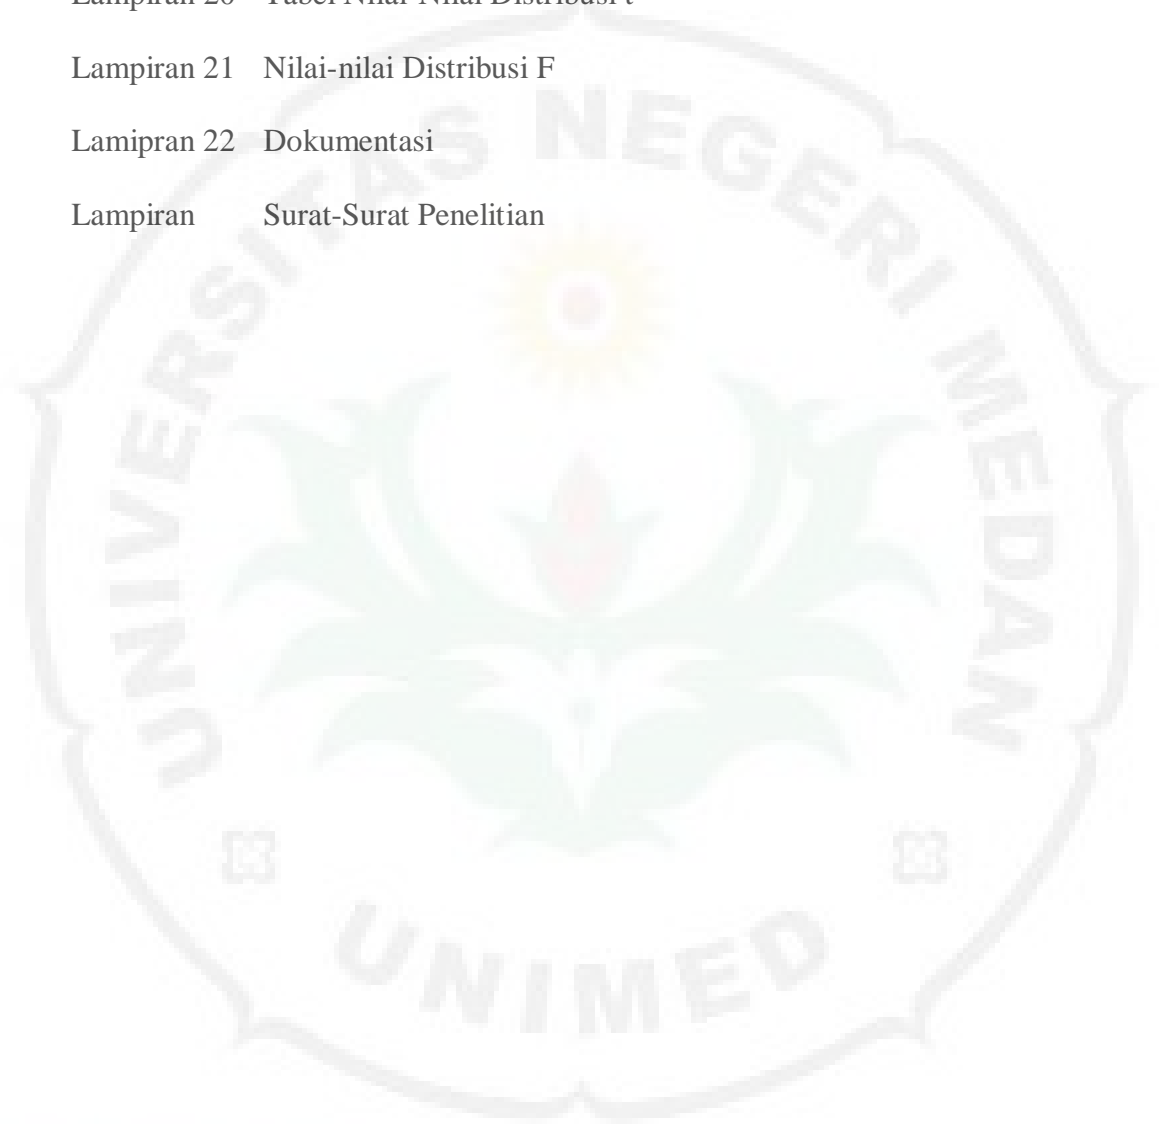 Lampiran 20 Tabel Nilai-Nilai Distribusi t
Lampiran 21 Nilai-nilai Distribusi F
Lamipran 22 Dokumentasi
Lampiran Surat-Surat Penelitian
UNIVERSITAS NEGERI MEDAN
UNIMED